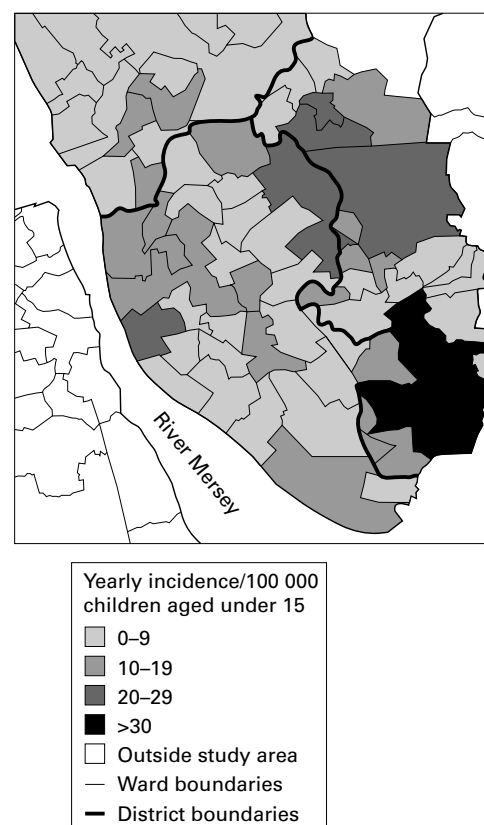 River Mersey
Yearly incidence/100 000
children aged under 15
0–9
10–19
20–29
>30
Outside study area
Ward boundaries
District boundaries